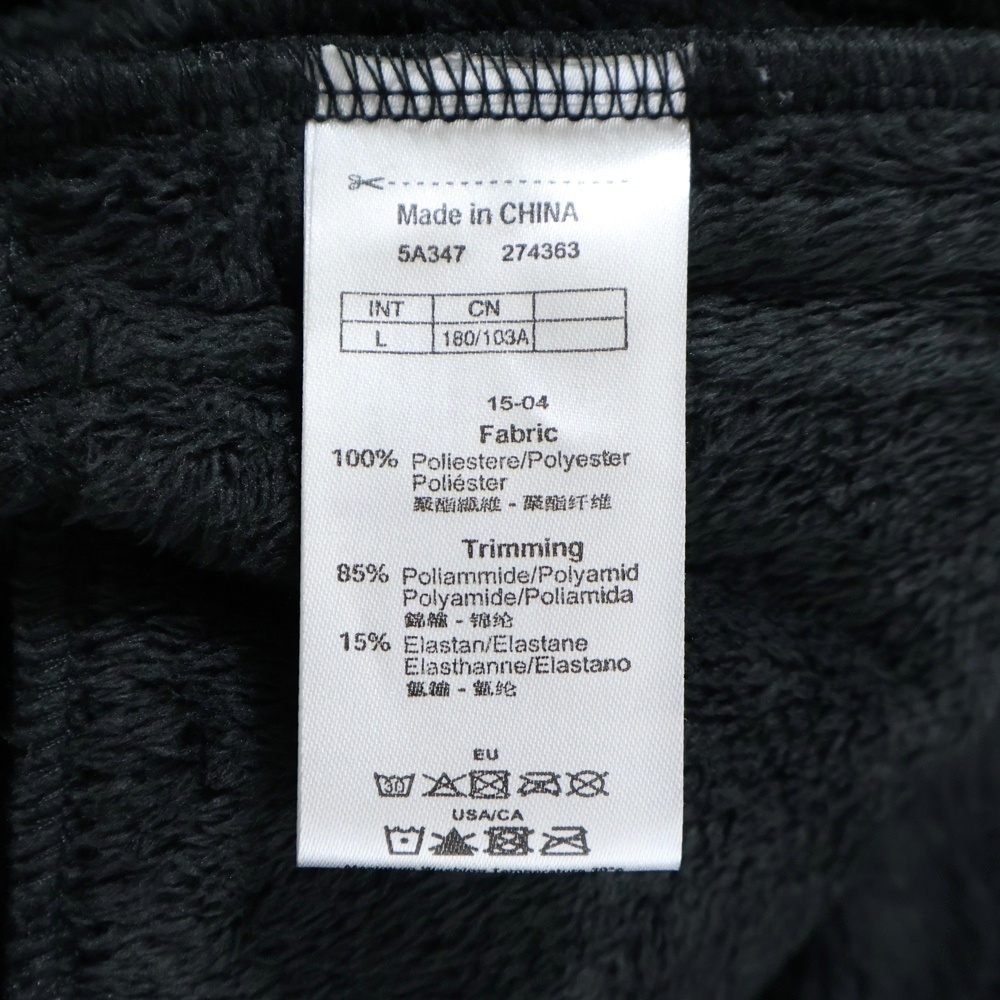 Made in CHINA
5A347 274363
INT CN
L 180/103A
15-04
Fabric
100% Poliestere/Polyester
Poliéster
聚酯纖維 - 聚酯纤维
Trimming
85% Poliammide/Polyamid
Polyamide/Poliamida
錦綸 - 锦纶
15% Elastan/Elastane
Elasthanne/Elastano
氨綸 - 氨纶
EU
30
USA/CA